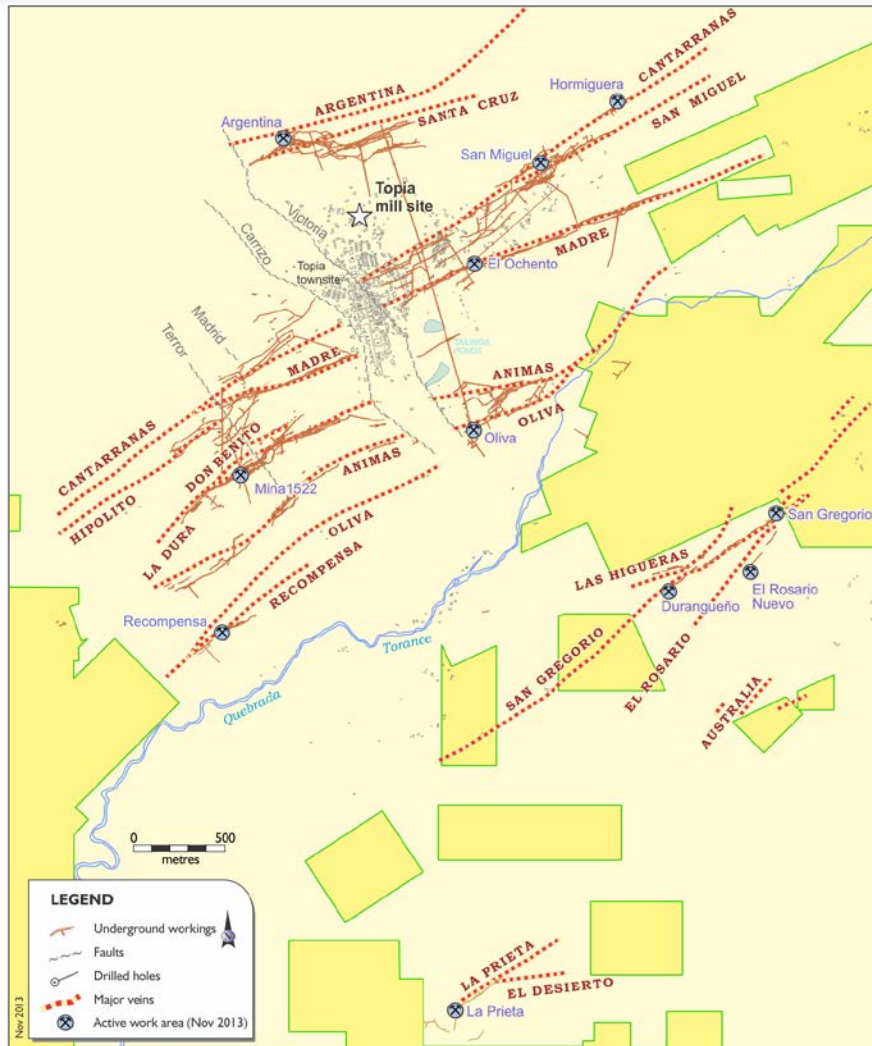 CANTARRANAS
Hormiguera
ARGENTINA
SANTA CRUZ
SAN MIGUEL
Argentina
San Miguel
Topia
mill site
Victoria
MADRE
Carrizo
Topia
townsite
El Ochento
Madrid
Terror
TAILINGS
PONDS
MADRE
ANIMAS
OLIVA
Oliva
CANTARRANAS
DON BENITO
ANIMAS
HIPOLITO
Mina1522
LA DURA
OLIVA
San Gregorio
RECOMPENSA
LAS HIGUERAS
El Rosario
Nuevo
Durangueño
Recompensa
Torance
SAN GREGORIO
EL ROSARIO
Quebrada
AUSTRALIA
0 500
metres
LEGEND
Underground workings
Faults
Drilled holes
Major veins
Active work area (Nov 2013)
Nov 2013
LA PRIETA
EL DESIERTO
La Prieta